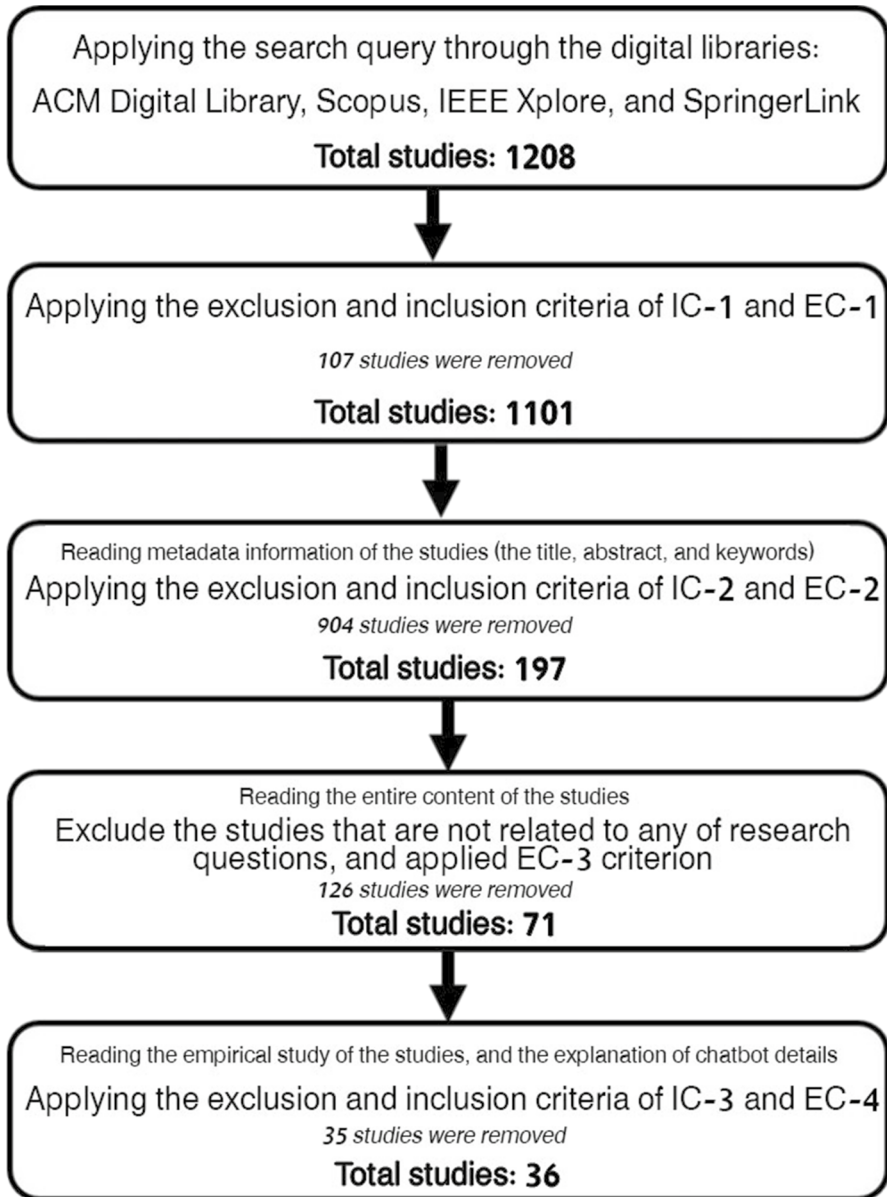 Applying the search query through the digital libraries:
ACM Digital Library, Scopus, IEEE Xplore, and SpringerLink
Total studies: 1208
Applying the exclusion and inclusion criteria of IC-1 and EC-1
107 studies were removed
Total studies: 1101
Reading metadata information of the studies (the title, abstract, and keywords)
Applying the exclusion and inclusion criteria of IC-2 and EC-2
904 studies were removed
Total studies: 197
Reading the entire content of the studies
Exclude the studies that are not related to any of research
questions, and applied EC-3 criterion
126 studies were removed
Total studies: 71
Reading the empirical study of the studies, and the explanation of chatbot details
Applying the exclusion and inclusion criteria of IC-3 and EC-4
35 studies were removed
Total studies: 36